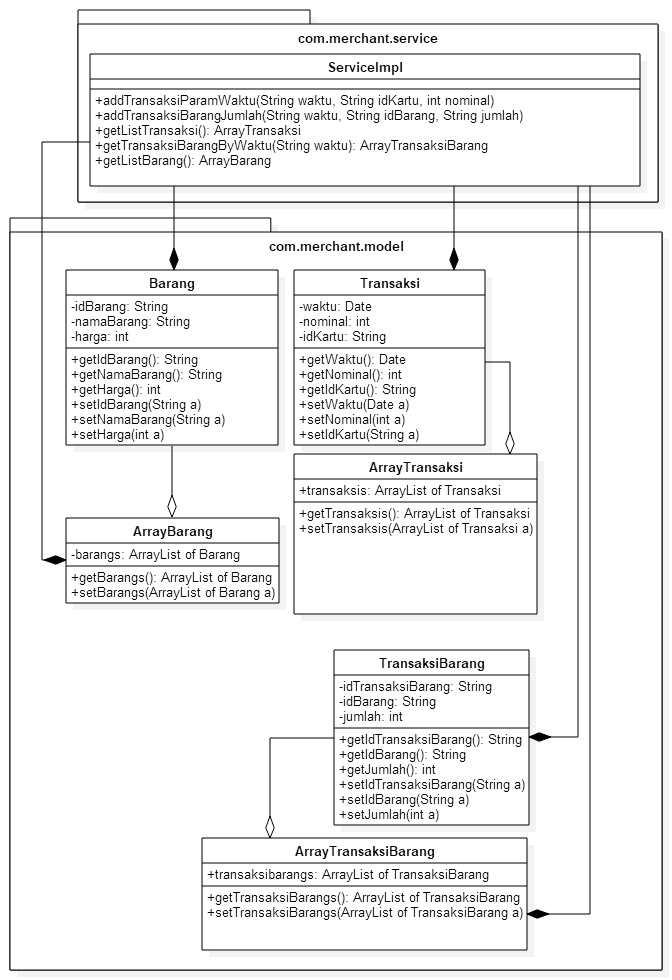 com.merchant.service
ServiceImpl
+addTransaksiParamWaktu(String waktu, String idKartu, int nominal)
+addTransaksiBarangJumlah(String waktu, String idBarang, String jumlah)
+getListTransaksi(): ArrayTransaksi
+getTransaksiBarangByWaktu(String waktu): ArrayTransaksiBarang
+getListBarang(): ArrayBarang
com.merchant.model
Barang
-idBarang: String
-namaBarang: String
-harga: int
+getIdBarang(): String
+getNamaBarang(): String
+getHarga(): int
+setIdBarang(String a)
+setNamaBarang(String a)
+setHarga(int a)
Transaksi
-waktu: Date
-nominal: int
-idKartu: String
+getWaktu(): Date
+getNominal(): int
+getIdKartu(): String
+setWaktu(Date a)
+setNominal(int a)
+setIdKartu(String a)
ArrayTransaksi
+transaksis: ArrayList of Transaksi
+getTransaksis(): ArrayList of Transaksi
+setTransaksis(ArrayList of Transaksi a)
ArrayBarang
-barangs: ArrayList of Barang
+getBarangs(): ArrayList of Barang
+setBarangs(ArrayList of Barang a)
TransaksiBarang
-idTransaksiBarang: String
-idBarang: String
-jumlah: int
+getIdTransaksiBarang(): String
+getIdBarang(): String
+getJumlah(): int
+setIdTransaksiBarang(String a)
+setIdBarang(String a)
+setJumlah(int a)
ArrayTransaksiBarang
+transaksibarangs: ArrayList of TransaksiBarang
+getTransaksiBarangs(): ArrayList of TransaksiBarang
+setTransaksiBarangs(ArrayList of TransaksiBarang a)